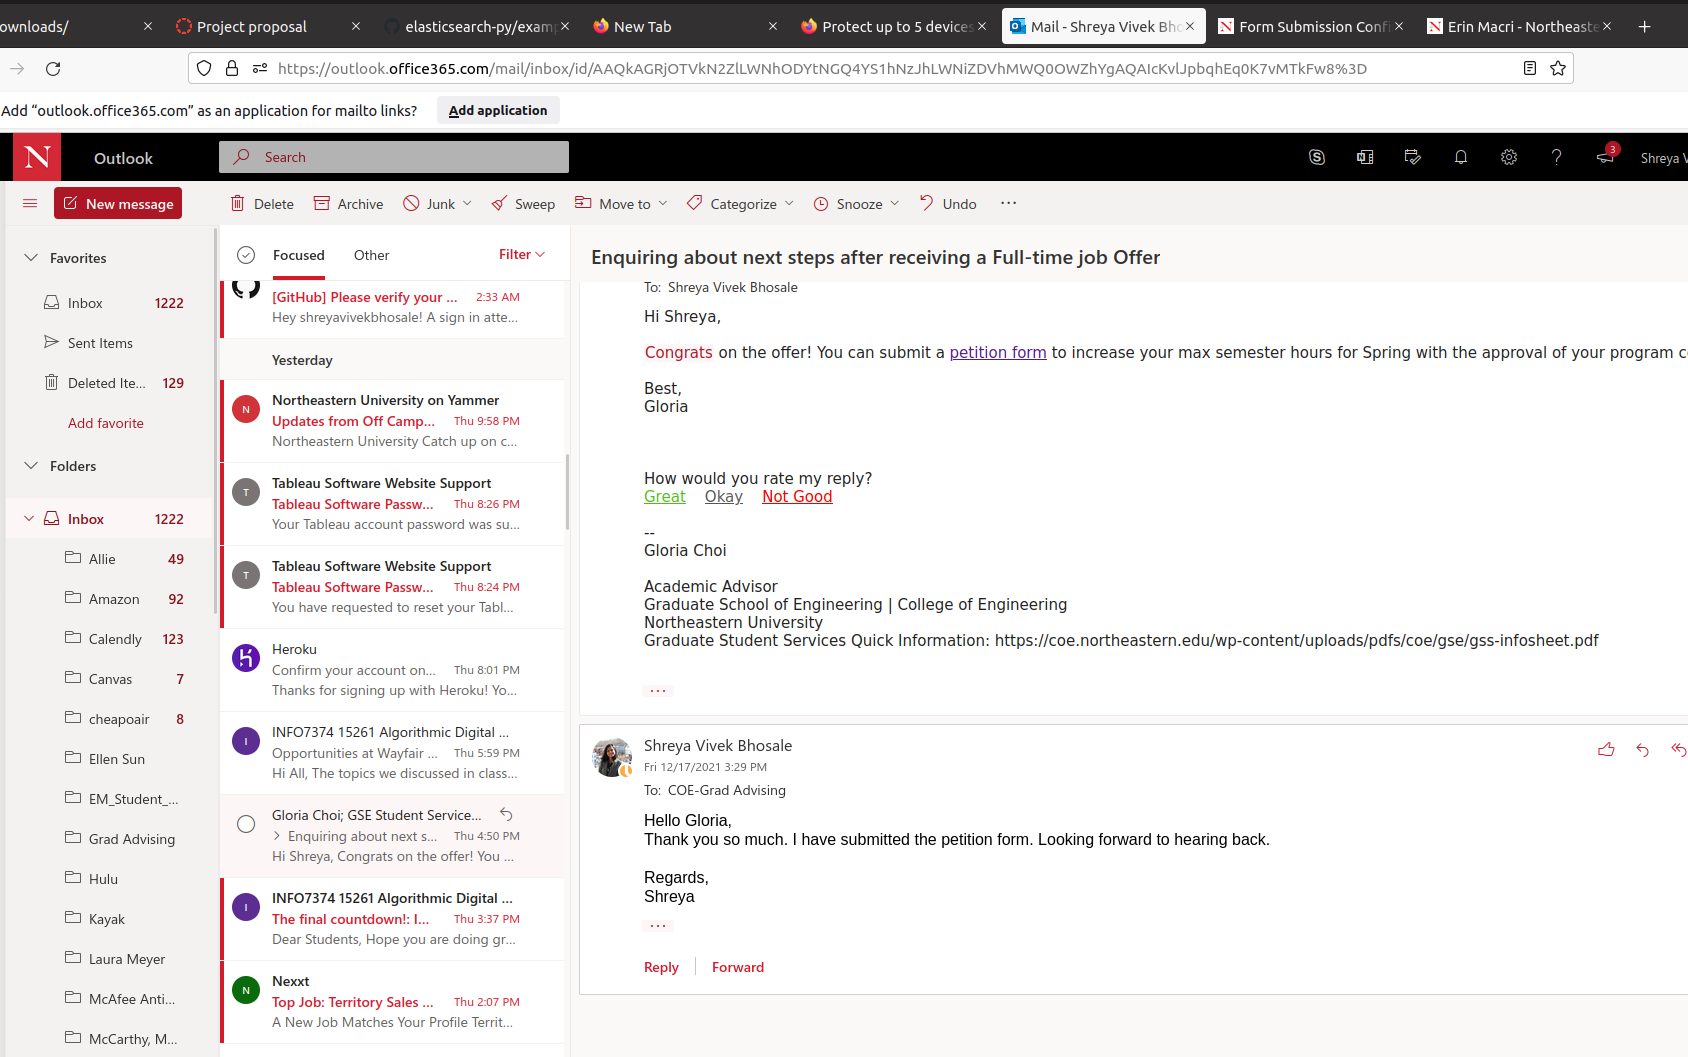 ownloads/
Project proposal
elasticsearch-py/examp
New Tab
Protect up to 5 devices
Mail - Shreya Vivek Bho
Form Submission Confi
Erin Macri - Northeaste
https://outlook.office365.com/mail/inbox/id/AAQkAGRjOTVkN2ZlLWNhODYtNGQ4YS1hNzJhLWNiZDVhMWQ0OWZhYgAQAIcKvlJpbqhEq0K7vMTkFw8%3D
Add “outlook.office365.com” as an application for mailto links?
Add application
N
Outlook
Search
3
Shreya V
New message
Delete
Archive
Junk
Sweep
Move to
Categorize
Snooze
Undo
Favorites
Inbox 1222
Sent Items
Deleted Ite... 129
Add favorite
Folders
Inbox 1222
Allie 49
Amazon 92
Calendly 123
Canvas 7
cheapoair 8
Ellen Sun
EM_Student_...
Grad Advising
Hulu
Kayak
Laura Meyer
McAfee Anti...
McCarthy, M...
Focused
Other
Filter
[GitHub] Please verify your ... 2:33 AM
Hey shreyavivekbhosale! A sign in atte...
Yesterday
N
Northeastern University on Yammer
Updates from Off Camp... Thu 9:58 PM
Northeastern University Catch up on c...
T
Tableau Software Website Support
Tableau Software Passw... Thu 8:26 PM
Your Tableau account password was su...
T
Tableau Software Website Support
Tableau Software Passw... Thu 8:24 PM
You have requested to reset your Tabl...
Heroku
Confirm your account on... Thu 8:01 PM
Thanks for signing up with Heroku! Yo...
I
INFO7374 15261 Algorithmic Digital ...
Opportunities at Wayfair ... Thu 5:59 PM
Hi All, The topics we discussed in class...
Gloria Choi; GSE Student Service...
Enquiring about next s... Thu 4:50 PM
Hi Shreya, Congrats on the offer! You ...
I
INFO7374 15261 Algorithmic Digital ...
The final countdown!: I... Thu 3:37 PM
Dear Students, Hope you are doing gr...
N
Nexxt
Top Job: Territory Sales ... Thu 2:07 PM
A New Job Matches Your Profile Territ...
Enquiring about next steps after receiving a Full-time job Offer
To: Shreya Vivek Bhosale
Hi Shreya,
Congrats on the offer! You can submit a petition form to increase your max semester hours for Spring with the approval of your program c
Best,
Gloria
How would you rate my reply?
Great Okay Not Good
--
Gloria Choi
Academic Advisor
Graduate School of Engineering | College of Engineering
Northeastern University
Graduate Student Services Quick Information: https://coe.northeastern.edu/wp-content/uploads/pdfs/coe/gse/gss-infosheet.pdf
...
Shreya Vivek Bhosale
Fri 12/17/2021 3:29 PM
To: COE-Grad Advising
Hello Gloria,
Thank you so much. I have submitted the petition form. Looking forward to hearing back.
Regards,
Shreya
...
Reply
Forward